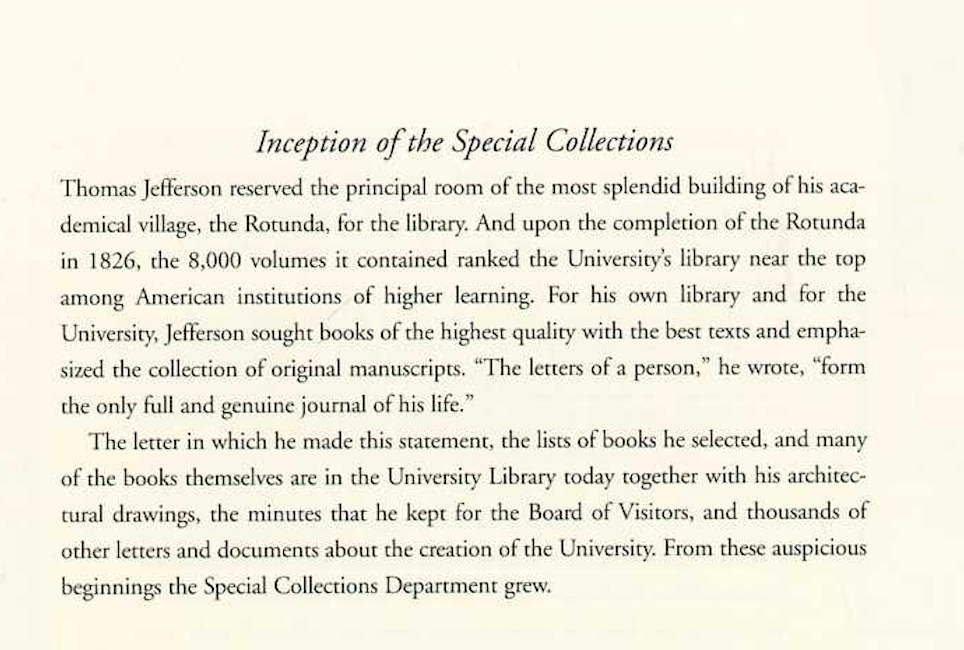 Inception of the Special Collections
Thomas Jefferson reserved the principal room of the most splendid building of his aca-
demical village, the Rotunda, for the library. And upon the completion of the Rotunda
in 1826, the 8,000 volumes it contained ranked the University's library near the top
among American institutions of higher learning. For his own library and for the
University, Jefferson sought books of the highest quality with the best texts and empha-
sized the collection of original manuscripts. “The letters of a person,” he wrote, “form
the only full and genuine journal of his life.”
The letter in which he made this statement, the lists of books he selected, and many
of the books themselves are in the University Library today together with his architec-
tural drawings, the minutes that he kept for the Board of Visitors, and thousands of
other letters and documents about the creation of the University. From these auspicious
beginnings the Special Collections Department grew.